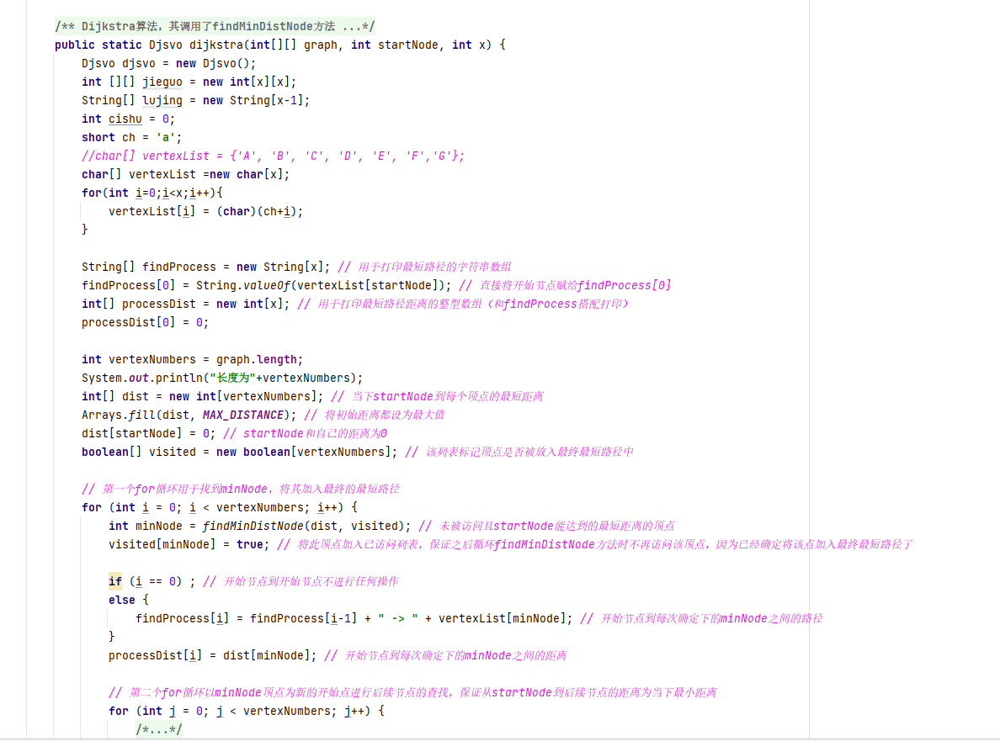 /** Dijkstra算法，其调用了findMinDistNode方法 ...*/
public static Djsvo dijkstra(int[][] graph, int startNode, int x) {
Djsvo djsvo = new Djsvo();
int [][] jieguo = new int[x][x];
String[] lujing = new String[x-1];
int cishu = 0;
short ch = 'a';
//char[] vertexList = {'A', 'B', 'C', 'D', 'E', 'F','G'};
char[] vertexList =new char[x];
for(int i=0;i<x;i++){
vertexList[i] = (char)(ch+i);
}
String[] findProcess = new String[x]; // 用于打印最短路径的字符串数组
findProcess[0] = String.valueOf(vertexList[startNode]); // 直接将开始节点赋给findProcess[0]
int[] processDist = new int[x]; // 用于打印最短路径距离的整型数组（和findProcess搭配打印）
processDist[0] = 0;
int vertexNumbers = graph.length;
System.out.println("长度为"+vertexNumbers);
int[] dist = new int[vertexNumbers]; // 当下startNode到每个顶点的最短距离
Arrays.fill(dist, MAX_DISTANCE); // 将初始距离都设为最大值
dist[startNode] = 0; // startNode和自己的距离为0
boolean[] visited = new boolean[vertexNumbers]; // 该列表标记顶点是否被放入最终最短路径中
// 第一个for循环用于找到minNode，将其加入最终的最短路径
for (int i = 0; i < vertexNumbers; i++) {
int minNode = findMinDistNode(dist, visited); // 未被访问且startNode能达到的最短距离的顶点
visited[minNode] = true; // 将此顶点加入已访问列表，保证之后循环findMinDistNode方法时不再访问该顶点，因为已经确定将该点加入最终最短路径了
if (i == 0) ; // 开始节点到开始节点不进行任何操作
else {
findProcess[i] = findProcess[i-1] + " -> " + vertexList[minNode]; // 开始节点到每次确定下的minNode之间的路径
}
processDist[i] = dist[minNode]; // 开始节点到每次确定下的minNode之间的距离
// 第二个for循环以minNode顶点为新的开始点进行后续节点的查找，保证从startNode到后续节点的距离为当下最小距离
for (int j = 0; j < vertexNumbers; j++) {
/*...*/